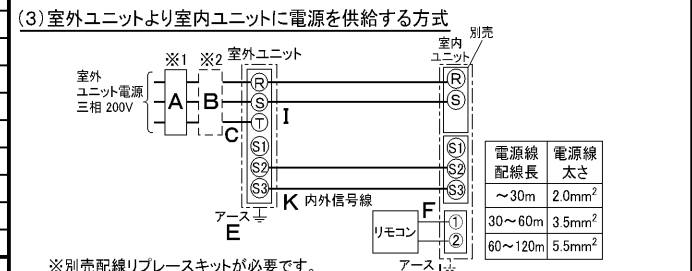 (3)室外ユニットより室内ユニットに電源を供給する方式
※1 ※2 室外ユニット
室内
ユニット
別売
室外
ユニット電源
三相 200V
A
B
C
R
S
T
S1
S2
S3
I
K 内外信号線
アース
E
R
S
S1
S2
S3
F
リモコン
①
②
アース
電源線
配線長
電源線
太さ
～30m 2.0mm²
30～60m 3.5mm²
60～120m 5.5mm²
※別売配線リプレースキットが必要です。